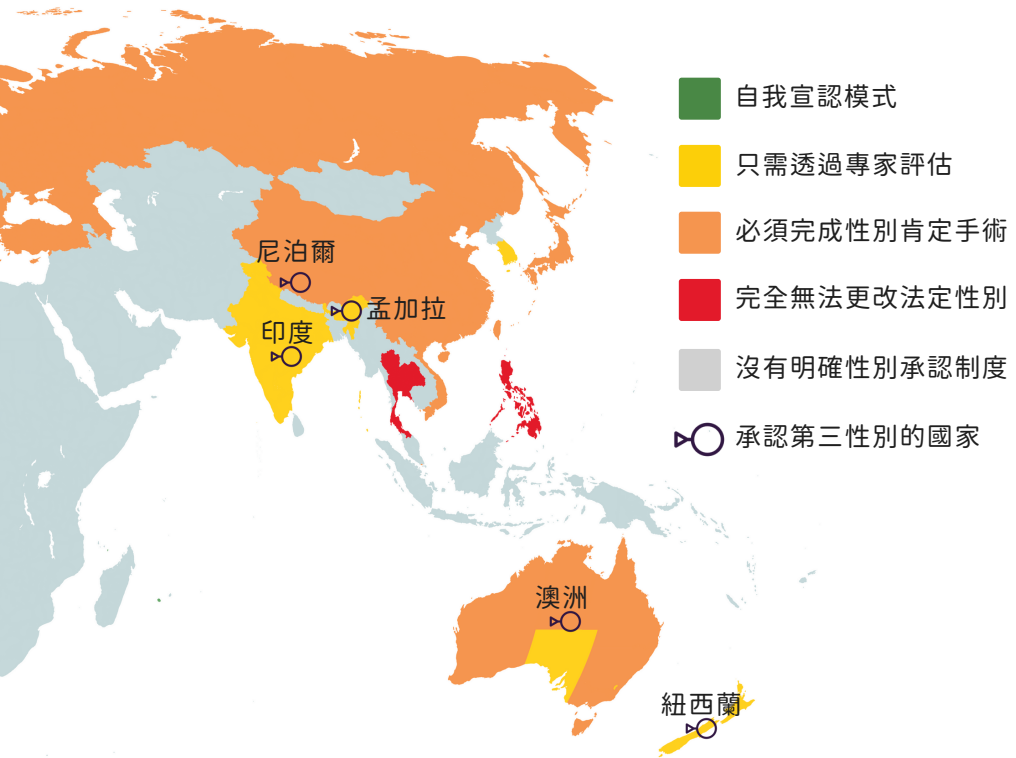 自我宣認模式
只需透過專家評估
必須完成性別肯定手術
完全無法更改法定性別
沒有明確性別承認制度
承認第三性別的國家
尼泊爾
孟加拉
印度
澳洲
紐西蘭